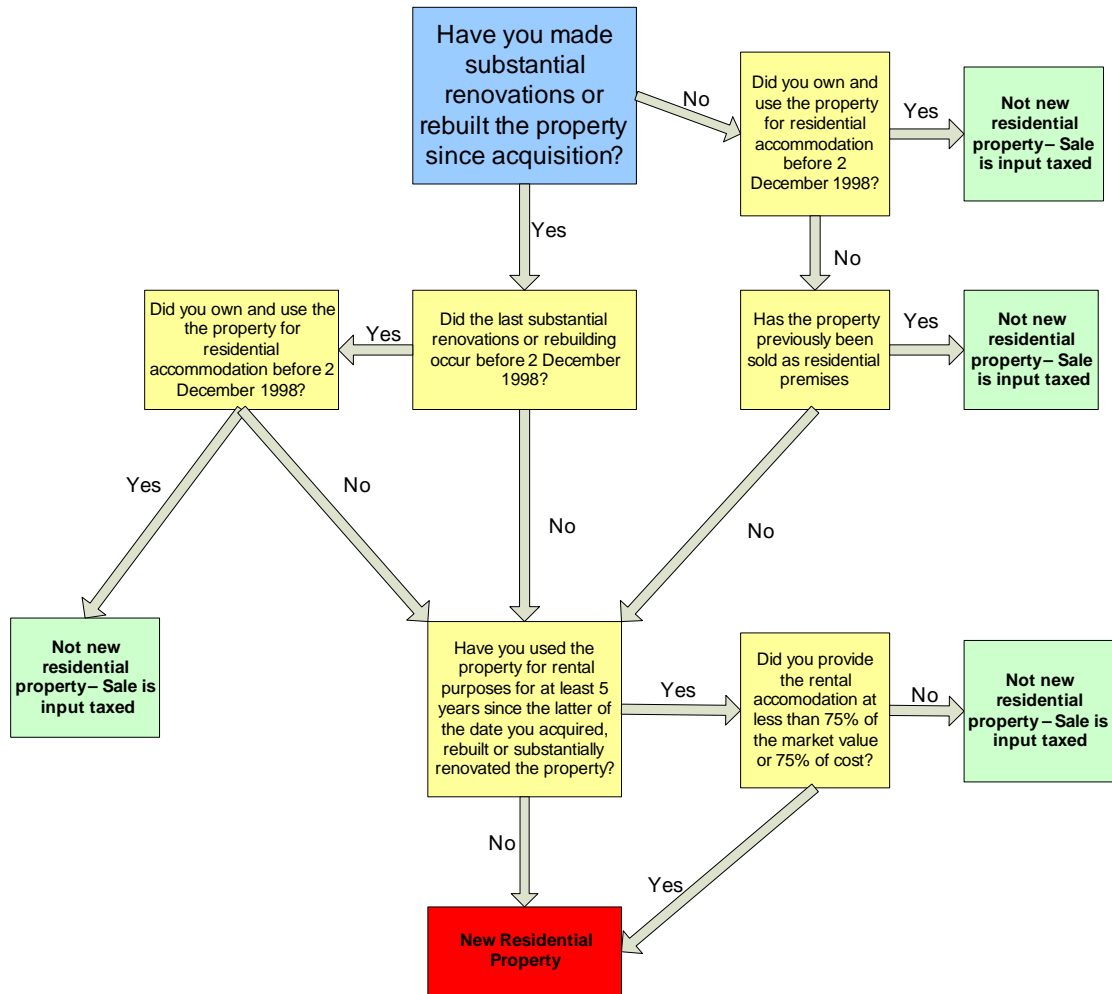 Have you made
substantial
renovations or
rebuilt the property
since acquisition?
No
Did you own and
use the property
for residential
accommodation
before 2
December 1998?
Yes
Not new
residential
property– Sale
is input taxed
Yes
No
Did you own and use the
the property for
residential
accommodation before 2
December 1998?
Yes
Did the last substantial
renovations or rebuilding
occur before 2 December
1998?
Has the property
previously been
sold as residential
premises
Yes
Not new
residential
property– Sale
is input taxed
Yes
No
No
No
Not new
residential
property– Sale is
input taxed
Have you used the
property for rental
purposes for at least 5
years since the latter of
the date you acquired,
rebuilt or substantially
renovated the property?
Yes
Did you provide
the rental
accomodation at
less than 75% of
the market value
or 75% of cost?
No
Not new
residential
property– Sale is
input taxed
No
Yes
New Residential
Property